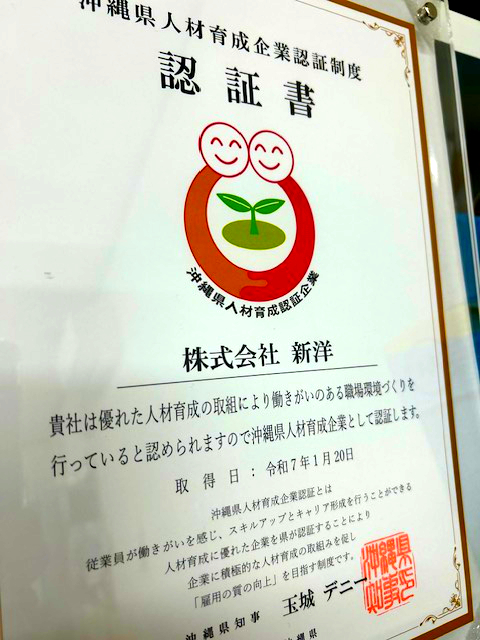 沖縄県人材育成企業認証制度
認証書
沖縄県人材育成認証企業
株式会社 新洋
貴社は優れた人材育成の取組により働きがいのある職場環境づくりを
行っていると認められますので沖縄県人材育成企業として認証します。
取得日：令和7年1月20日
沖縄県人材育成企業認証とは
従業員が働きがいを感じ、スキルアップとキャリア形成を行うことができる
人材育成に優れた企業を県が認証することにより
企業に積極的な人材育成の取組みを促し
「雇用の質の向上」を目指す制度です。
沖縄県知事 玉城 デニー
沖縄県